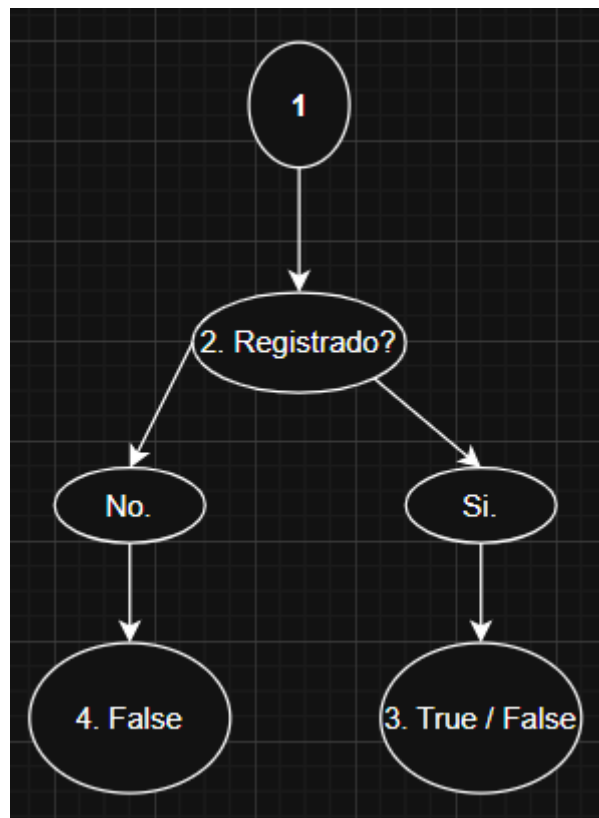 1
2. Registrado?
No.
Si.
4. False
3. True / False